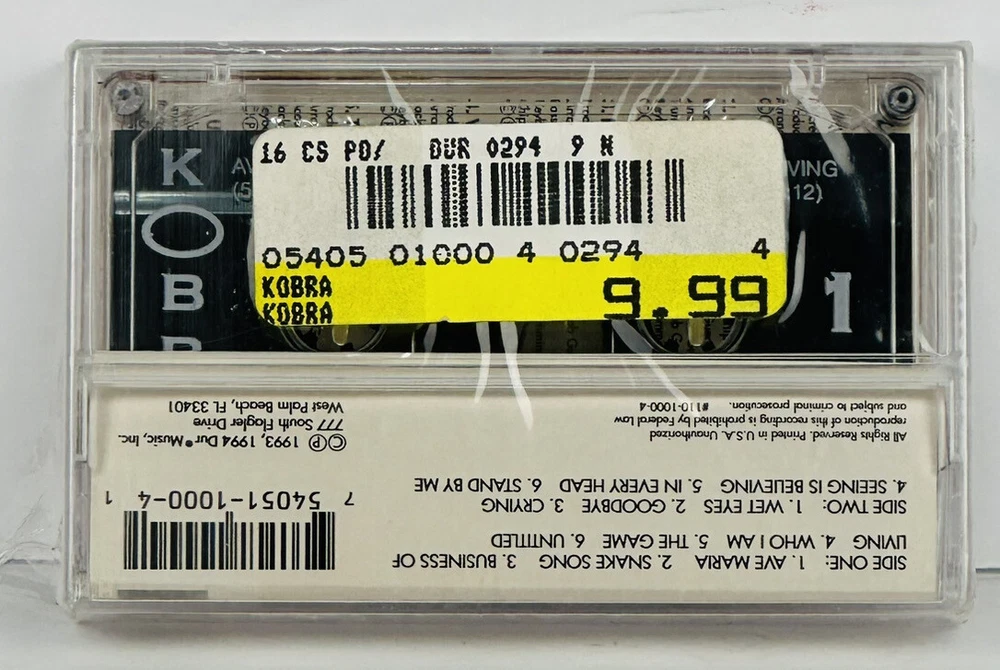 16 CS PO/ DUR 0294 9 N
05405 01000 4 0294 4
KOBRA
KOBRA
9.99
K
O
B
AV
(5
VING
12)
1
SIDE ONE: 1. AVE MARIA 2. SNAKE SONG 3. BUSINESS OF
LIVING 4. WHO I AM 5. THE GAME 6. UNTITLED
SIDE TWO: 1. WET EYES 2. GOODBYE 3. CRYING
4. SEEING IS BELIEVING 5. IN EVERY HEAD 6. STAND BY ME
All Rights Reserved. Printed in U.S.A. Unauthorized
reproduction of this recording is prohibited by Federal Law
and subject to criminal prosecution. #110-1000-4
7 54051-1000-4 1
©℗ 1993, 1994 Dur® Music, Inc.
777 South Flagler Drive
West Palm Beach, FL 33401